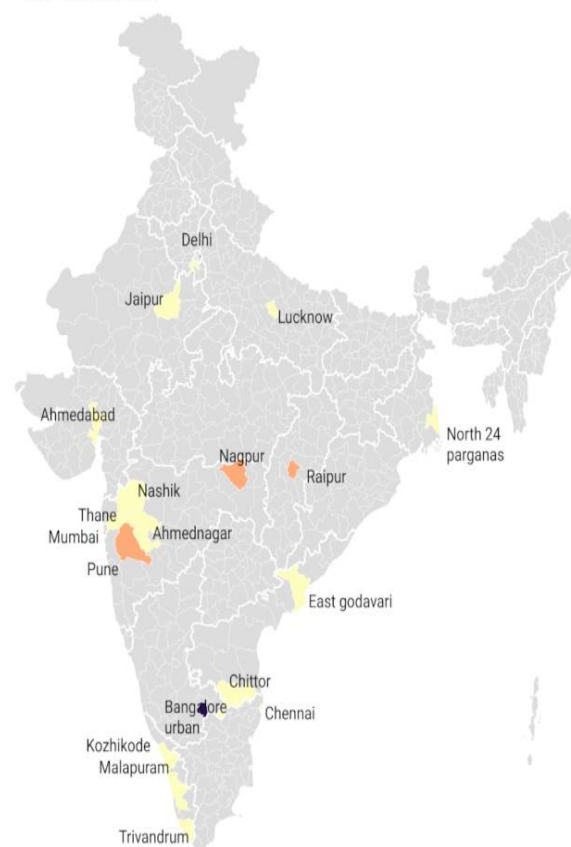 Delhi
Jaipur
Lucknow
Ahmedabad
North 24
parganas
Nagpur
Raipur
Nashik
Thane
Mumbai
Ahmednagar
Pune
East godavari
Chittor
Bangalore
urban
Chennai
Kozhikode
Malapuram
Trivandrum